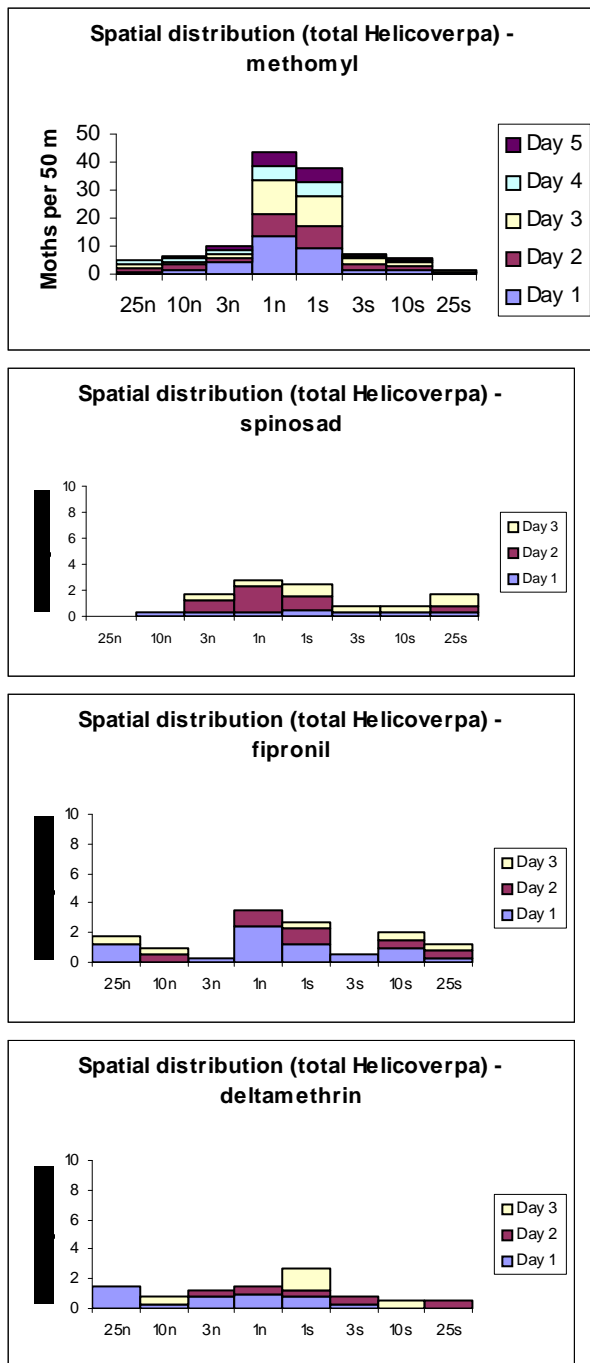 Spatial distribution (total Helicoverpa) -
methomyl
Moths per 50 m
50
40
30
20
10
0
25n 10n 3n 1n 1s 3s 10s 25s
Day 5
Day 4
Day 3
Day 2
Day 1
Spatial distribution (total Helicoverpa) -
spinosad
10
8
6
4
2
0
25n 10n 3n 1n 1s 3s 10s 25s
Day 3
Day 2
Day 1
Spatial distribution (total Helicoverpa) -
fipronil
10
8
6
4
2
0
25n 10n 3n 1n 1s 3s 10s 25s
Day 3
Day 2
Day 1
Spatial distribution (total Helicoverpa) -
deltamethrin
10
8
6
4
2
0
25n 10n 3n 1n 1s 3s 10s 25s
Day 3
Day 2
Day 1